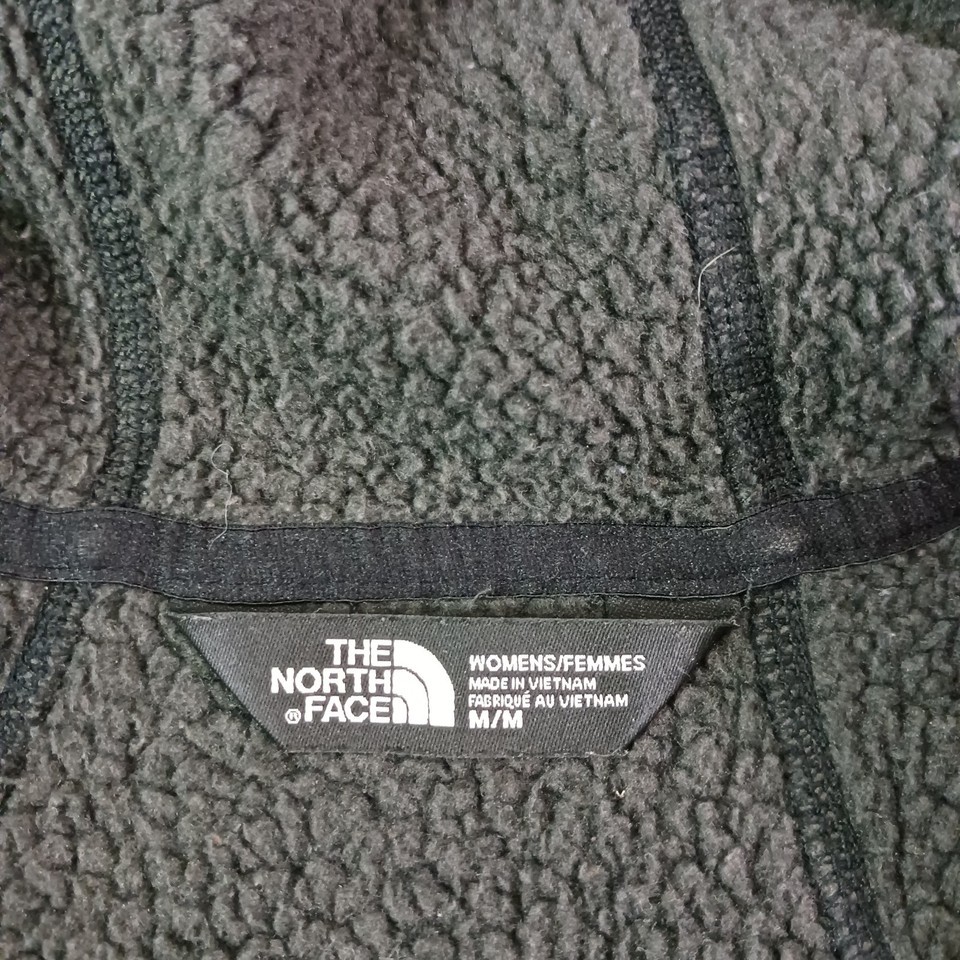 THE
NORTH
® FACE
WOMENS/FEMMES
MADE IN VIETNAM
FABRIQUÉ AU VIETNAM
M/M